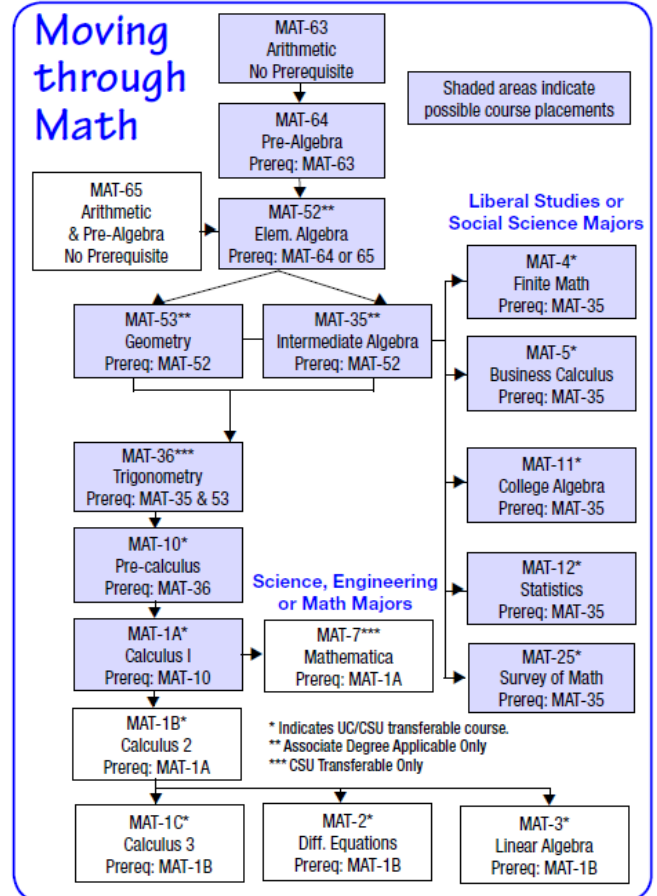 Moving
through
Math
MAT-63
Arithmetic
No Prerequisite
Shaded areas indicate
possible course placements
MAT-64
Pre-Algebra
Prereq: MAT-63
MAT-65
Arithmetic
& Pre-Algebra
No Prerequisite
MAT-52**
Elem. Algebra
Prereq: MAT-64 or 65
Liberal Studies or
Social Science Majors
MAT-4*
Finite Math
Prereq: MAT-35
MAT-53**
Geometry
Prereq: MAT-52
MAT-35**
Intermediate Algebra
Prereq: MAT-52
MAT-5*
Business Calculus
Prereq: MAT-35
MAT-36***
Trigonometry
Prereq: MAT-35 & 53
MAT-11*
College Algebra
Prereq: MAT-35
MAT-10*
Pre-calculus
Prereq: MAT-36
Science, Engineering
or Math Majors
MAT-12*
Statistics
Prereq: MAT-35
MAT-1A*
Calculus I
Prereq: MAT-10
MAT-7***
Mathematica
Prereq: MAT-1A
MAT-25*
Survey of Math
Prereq: MAT-35
MAT-1B*
Calculus 2
Prereq: MAT-1A
* Indicates UC/CSU transferable course.
** Associate Degree Applicable Only
*** CSU Transferable Only
MAT-1C*
Calculus 3
Prereq: MAT-1B
MAT-2*
Diff. Equations
Prereq: MAT-1B
MAT-3*
Linear Algebra
Prereq: MAT-1B